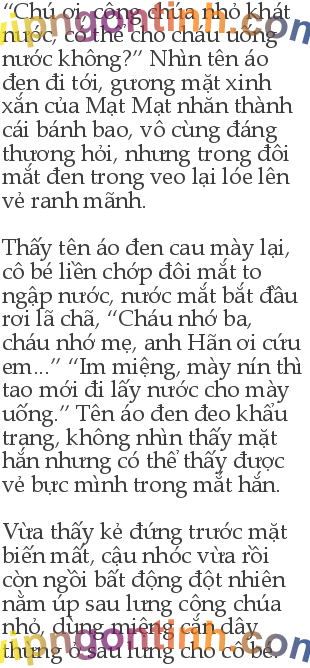 “Chú ơi, công chúa nhỏ khát
nước, có thể cho cháu uống
nước không?” Nhìn tên áo
đen đi tới, gương mặt xinh
xắn của Mạt Mạt nhăn thành
cái bánh bao, vô cùng đáng
thương hỏi, nhưng trong đôi
mắt đen trong veo lại lóe lên
vẻ ranh mãnh.
Thấy tên áo đen cau mày lại,
cô bé liền chớp đôi mắt to
ngập nước, nước mắt bắt đầu
rơi lã chã, “Cháu nhớ ba,
cháu nhớ mẹ, anh Hãn ơi cứu
em...” “Im miệng, mày nín thì
tao mới đi lấy nước cho mày
uống.” Tên áo đen đeo khẩu
trang, không nhìn thấy mặt
hắn nhưng có thể thấy được
vẻ bực mình trong mắt hắn.
Vừa thấy kẻ đứng trước mặt
biến mất, cậu nhóc vừa rồi
còn ngồi bất động đột nhiên
nằm úp sau lưng công chúa
nhỏ, dùng miệng cắn dây
thừng ở sau lưng cho cô bé.
vipngontinh.com
vipngontinh.com